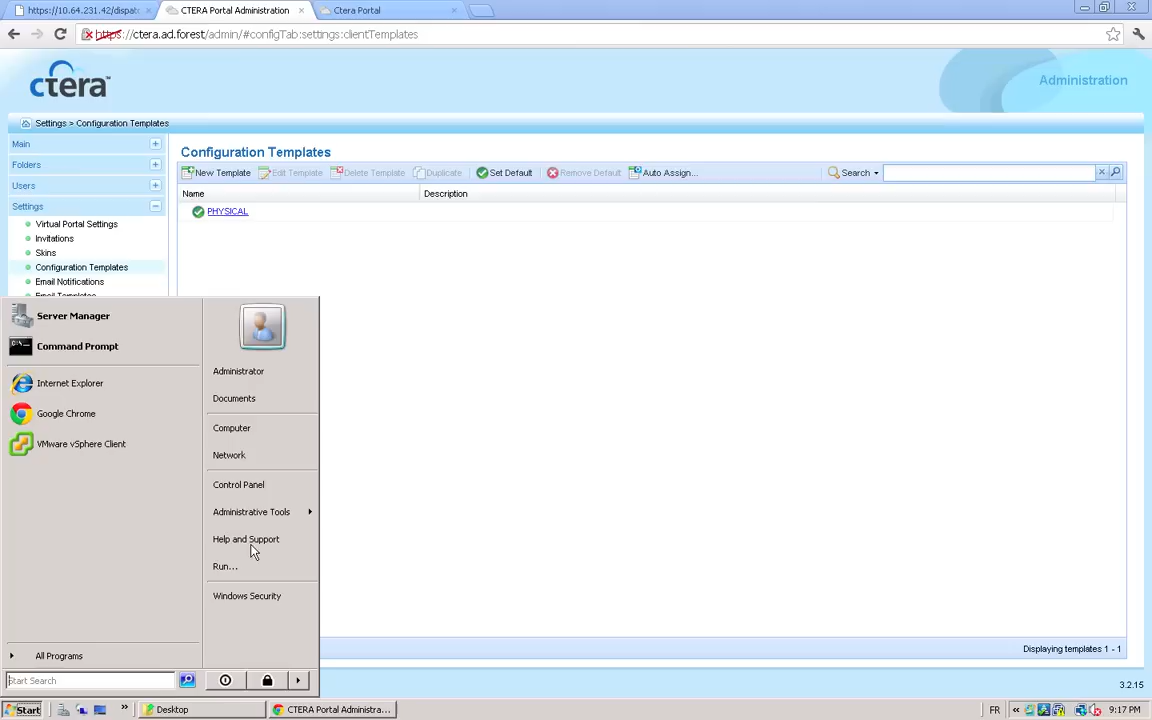 https://10.64.231.42/dispatc
CTERA Portal Administration
Ctera Portal
https://ctera.ad.forest/admin/#configTab:settings:clientTemplates
ctera
Administration
Settings > Configuration Templates
Main
Folders
Users
Settings
Virtual Portal Settings
Invitations
Skins
Configuration Templates
Email Notifications
Email Templates
Configuration Templates
New Template
Edit Template
Delete Template
Duplicate
Set Default
Remove Default
Auto Assign...
Search
Name
Description
PHYSICAL
Server Manager
Command Prompt
Internet Explorer
Google Chrome
VMware vSphere Client
All Programs
Start Search
Administrator
Documents
Computer
Network
Control Panel
Administrative Tools
Help and Support
Run...
Windows Security
Displaying templates 1 - 1
3.2.15
Start
Desktop
CTERA Portal Administra...
FR
9:17 PM